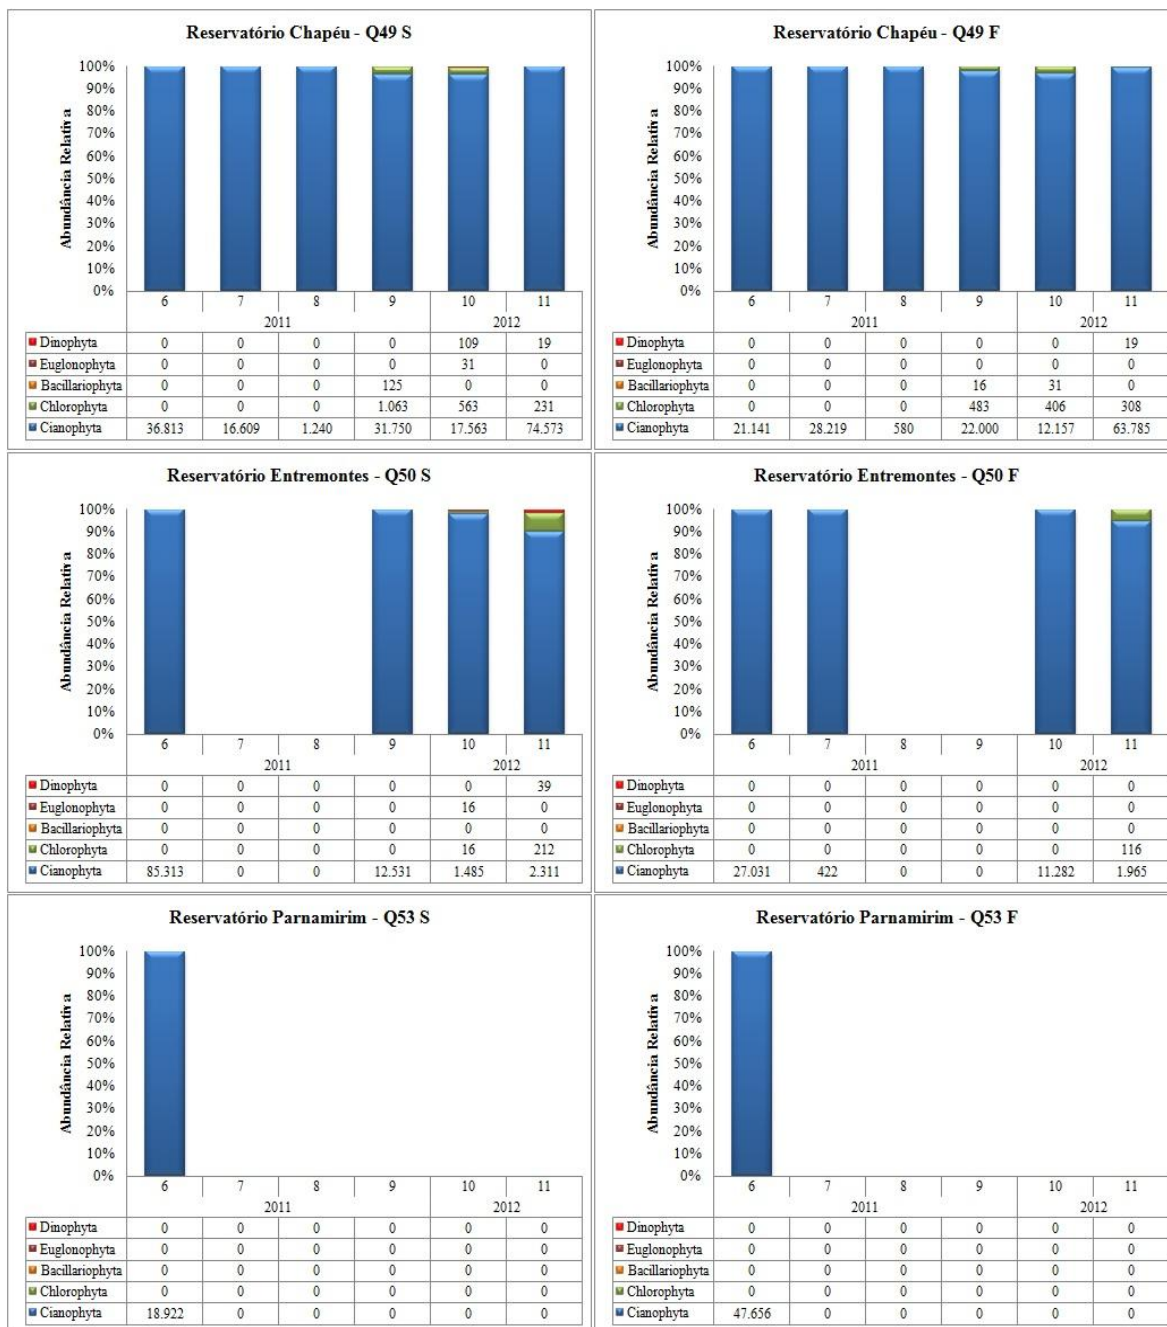 Reservatório Chapéu - Q49 S
Abundância Relativa
100%
90%
80%
70%
60%
50%
40%
30%
20%
10%
0%
6 7 8 9 10 11
2011 2012
Dinophyta 0 0 0 0 109 19
Euglonophyta 0 0 0 0 31 0
Bacillariophyta 0 0 0 125 0 0
Chlorophyta 0 0 0 1.063 563 231
Cianophyta 36.813 16.609 1.240 31.750 17.563 74.573
Reservatório Chapéu - Q49 F
Abundância Relativa
100%
90%
80%
70%
60%
50%
40%
30%
20%
10%
0%
6 7 8 9 10 11
2011 2012
Dinophyta 0 0 0 0 0 19
Euglonophyta 0 0 0 0 0 0
Bacillariophyta 0 0 0 16 31 0
Chlorophyta 0 0 0 483 406 308
Cianophyta 21.141 28.219 580 22.000 12.157 63.785
Reservatório Entremontes - Q50 S
Abundância Relativa
100%
90%
80%
70%
60%
50%
40%
30%
20%
10%
0%
6 7 8 9 10 11
2011 2012
Dinophyta 0 0 0 0 0 39
Euglonophyta 0 0 0 0 16 0
Bacillariophyta 0 0 0 0 0 0
Chlorophyta 0 0 0 0 16 212
Cianophyta 85.313 0 0 12.531 1.485 2.311
Reservatório Entremontes - Q50 F
Abundância Relativa
100%
90%
80%
70%
60%
50%
40%
30%
20%
10%
0%
6 7 8 9 10 11
2011 2012
Dinophyta 0 0 0 0 0 0
Euglonophyta 0 0 0 0 0 0
Bacillariophyta 0 0 0 0 0 0
Chlorophyta 0 0 0 0 0 116
Cianophyta 27.031 422 0 0 11.282 1.965
Reservatório Parnamirim - Q53 S
Abundância Relativa
100%
90%
80%
70%
60%
50%
40%
30%
20%
10%
0%
6 7 8 9 10 11
2011 2012
Dinophyta 0 0 0 0 0 0
Euglonophyta 0 0 0 0 0 0
Bacillariophyta 0 0 0 0 0 0
Chlorophyta 0 0 0 0 0 0
Cianophyta 18.922 0 0 0 0 0
Reservatório Parnamirim - Q53 F
Abundância Relativa
100%
90%
80%
70%
60%
50%
40%
30%
20%
10%
0%
6 7 8 9 10 11
2011 2012
Dinophyta 0 0 0 0 0 0
Euglonophyta 0 0 0 0 0 0
Bacillariophyta 0 0 0 0 0 0
Chlorophyta 0 0 0 0 0 0
Cianophyta 47.656 0 0 0 0 0